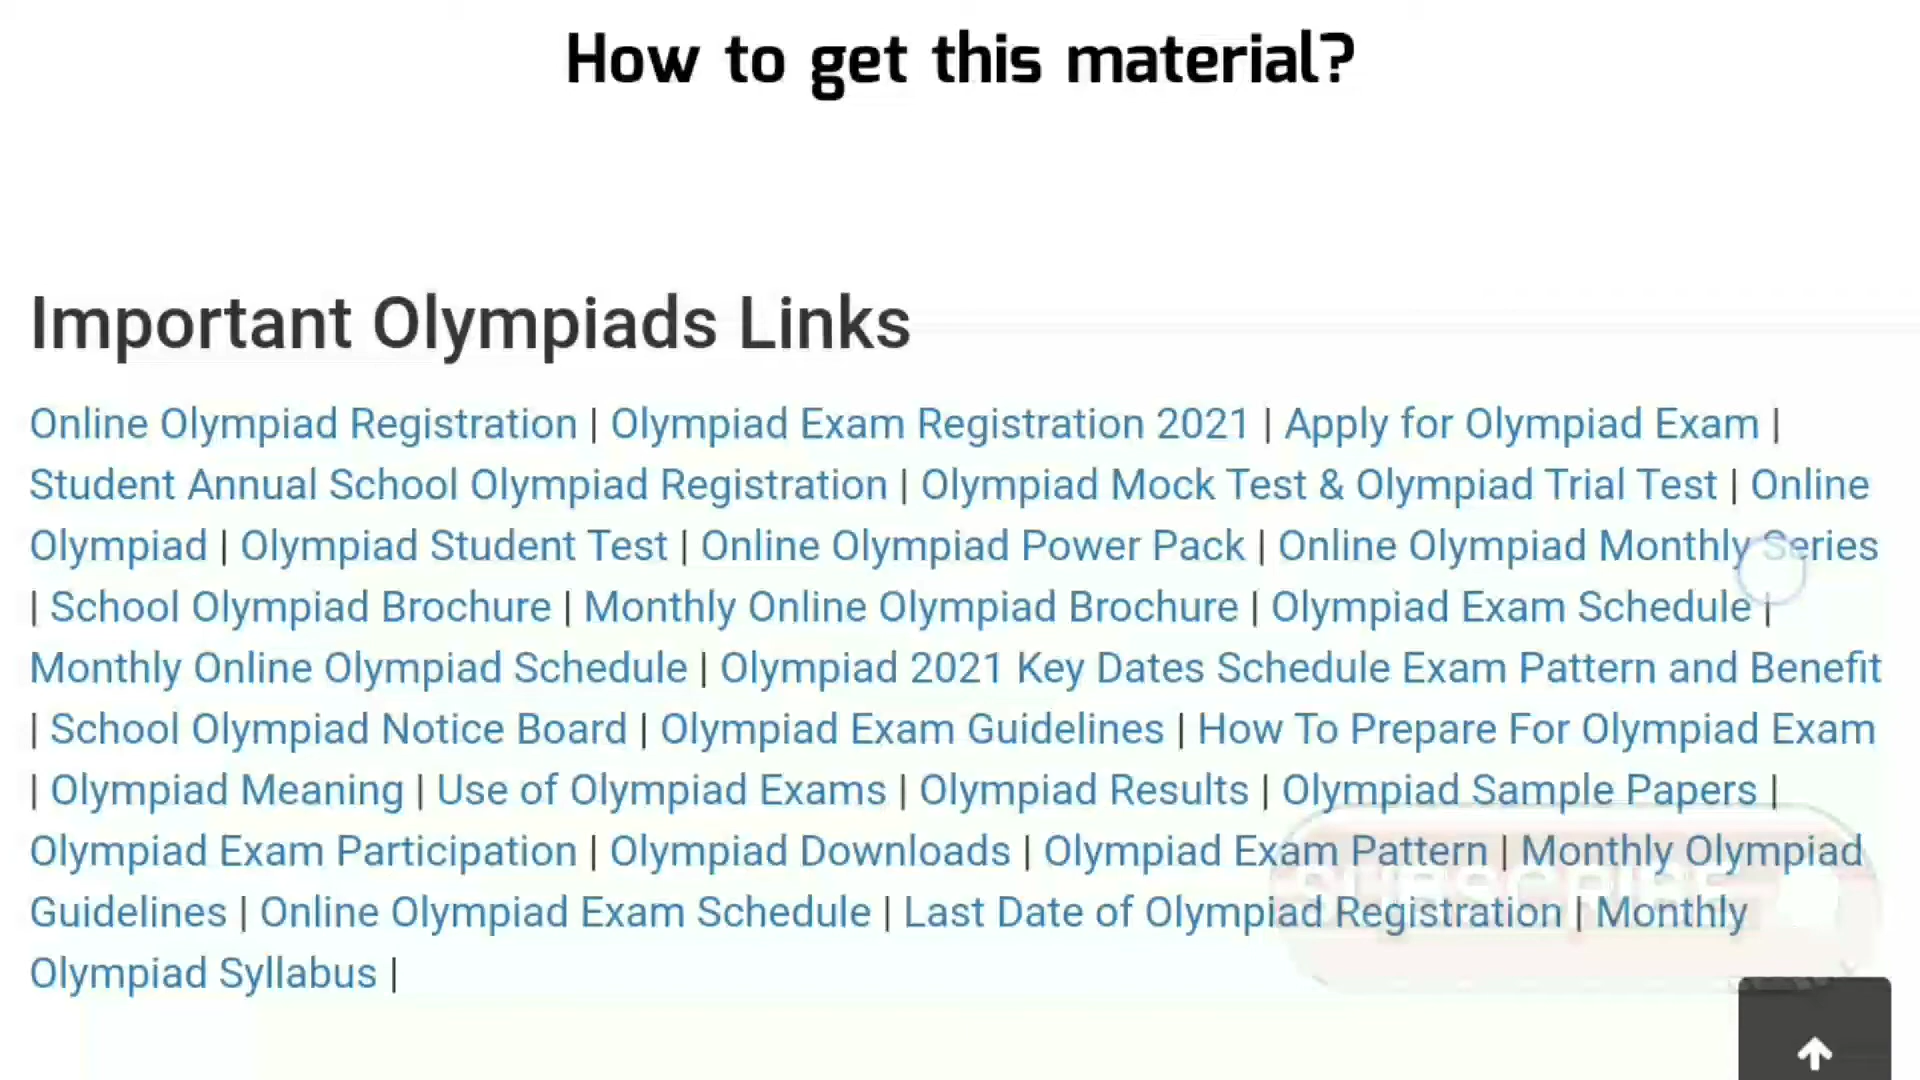 How to get this material?
Important Olympiads Links
Online Olympiad Registration | Olympiad Exam Registration 2021 | Apply for Olympiad Exam |
Student Annual School Olympiad Registration | Olympiad Mock Test & Olympiad Trial Test | Online
Olympiad | Olympiad Student Test | Online Olympiad Power Pack | Online Olympiad Monthly Series
| School Olympiad Brochure | Monthly Online Olympiad Brochure | Olympiad Exam Schedule |
Monthly Online Olympiad Schedule | Olympiad 2021 Key Dates Schedule Exam Pattern and Benefit
| School Olympiad Notice Board | Olympiad Exam Guidelines | How To Prepare For Olympiad Exam
| Olympiad Meaning | Use of Olympiad Exams | Olympiad Results | Olympiad Sample Papers |
Olympiad Exam Participation | Olympiad Downloads | Olympiad Exam Pattern | Monthly Olympiad
SUBSCRIBE
Guidelines | Online Olympiad Exam Schedule | Last Date of Olympiad Registration | Monthly
Olympiad Syllabus |